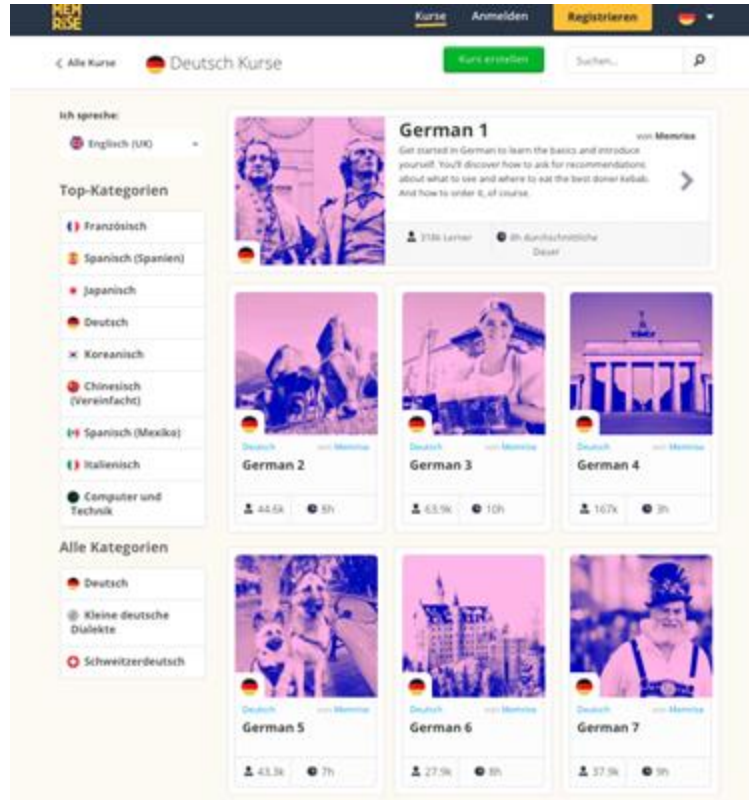 MEM
RiSE
Kurse
Anmelden
Registrieren
Alle Kurse
Deutsch Kurse
Kurs erstellen
Suchen...
Ich spreche:
Englisch (UK)
Top-Kategorien
Französisch
Spanisch (Spanien)
Japanisch
Deutsch
Koreanisch
Chinesisch
(Vereinfacht)
Spanisch (Mexiko)
Italienisch
Computer und
Technik
Alle Kategorien
Deutsch
Kleine deutsche
Dialekte
Schweitzerdeutsch
German 1
von Memrise
Get started in German to learn the basics and introduce
yourself. You'll discover how to ask for recommendations
about what to see and where to eat the best doner kebab.
And how to order it, of course.
318k Lerner
8h durchschnittliche
Dauer
Deutsch von Memrise
German 2
44.6k 8h
Deutsch von Memrise
German 3
63.9k 10h
Deutsch von Memrise
German 4
167k 3h
Deutsch von Memrise
German 5
43.3k 7h
Deutsch von Memrise
German 6
27.9k 8h
Deutsch von Memrise
German 7
37.9k 9h